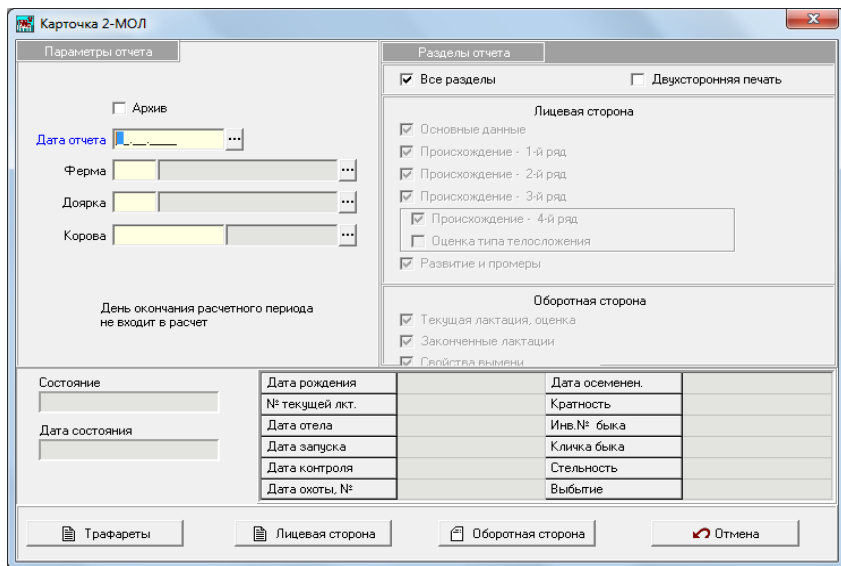 Карточка 2-МОЛ
Параметры отчета
Архив
Дата отчета _.__.____
Ферма
Доярка
Корова
День окончания расчетного периода
не входит в расчет
Разделы отчета
Все разделы Двухсторонняя печать
Лицевая сторона
Основные данные
Происхождение - 1-й ряд
Происхождение - 2-й ряд
Происхождение - 3-й ряд
Происхождение - 4-й ряд
Оценка типа телосложения
Развитие и промеры
Оборотная сторона
Текущая лактация, оценка
Законченные лактации
Свойства вымени
Состояние
Дата состояния
Дата рождения Дата осеменен.
№ текущей лкт. Кратность
Дата отела Инв.№ быка
Дата запуска Кличка быка
Дата контроля Стельность
Дата охоты, № Выбытие
Трафареты Лицевая сторона Оборотная сторона Отмена